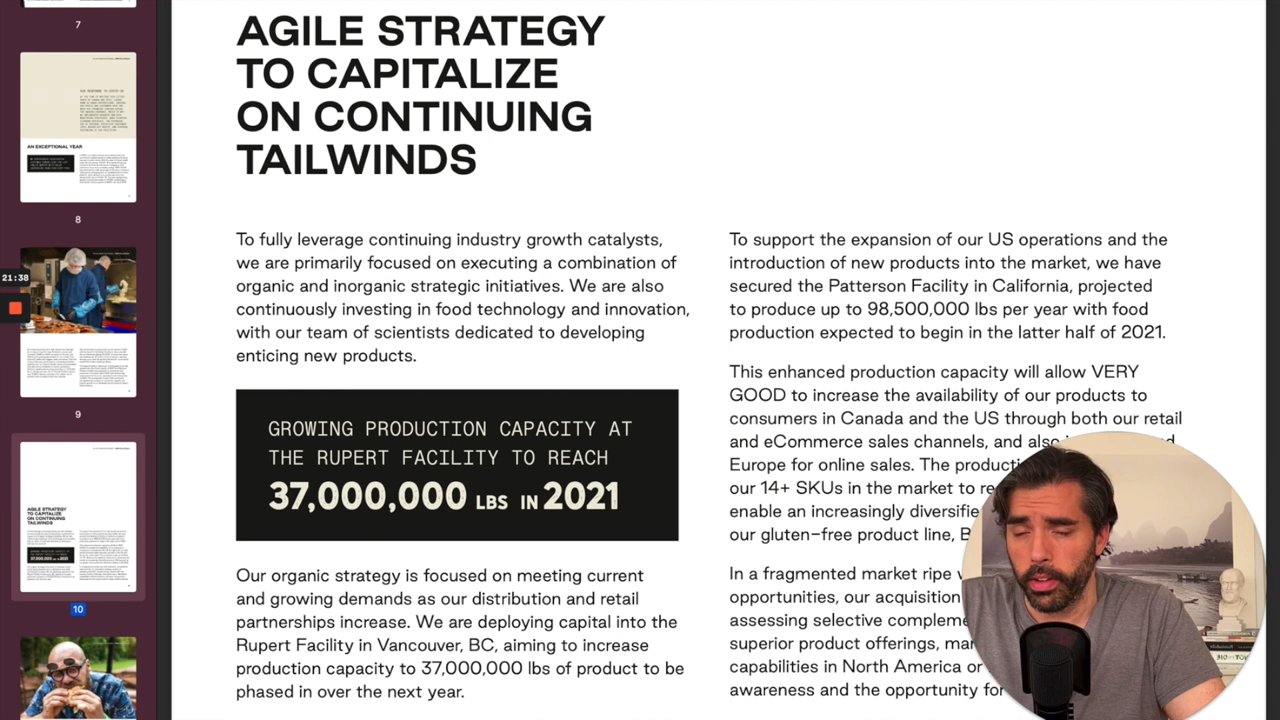 7
8
9
10
21:38
AN EXCEPTIONAL YEAR
AGILE STRATEGY
TO CAPITALIZE
ON CONTINUING
TAILWINDS
AGILE STRATEGY
TO CAPITALIZE
ON CONTINUING
TAILWINDS
To fully leverage continuing industry growth catalysts,
we are primarily focused on executing a combination of
organic and inorganic strategic initiatives. We are also
continuously investing in food technology and innovation,
with our team of scientists dedicated to developing
enticing new products.
GROWING PRODUCTION CAPACITY AT
THE RUPERT FACILITY TO REACH
37,000,000 LBS IN 2021
Our organic strategy is focused on meeting current
and growing demands as our distribution and retail
partnerships increase. We are deploying capital into the
Rupert Facility in Vancouver, BC, aiming to increase
production capacity to 37,000,000 lbs of product to be
phased in over the next year.
To support the expansion of our US operations and the
introduction of new products into the market, we have
secured the Patterson Facility in California, projected
to produce up to 98,500,000 lbs per year with food
production expected to begin in the latter half of 2021.
This enhanced production capacity will allow VERY
GOOD to increase the availability of our products to
consumers in Canada and the US through both our retail
and eCommerce sales channels, and also
Europe for online sales. The
our 14+ SKUs in the market to
enable an increasingly
our gluten-free product line,
In a fragmented market ripe
opportunities, our acquisition
assessing selective
superior product offerings,
capabilities in North America
awareness and the opportunity for